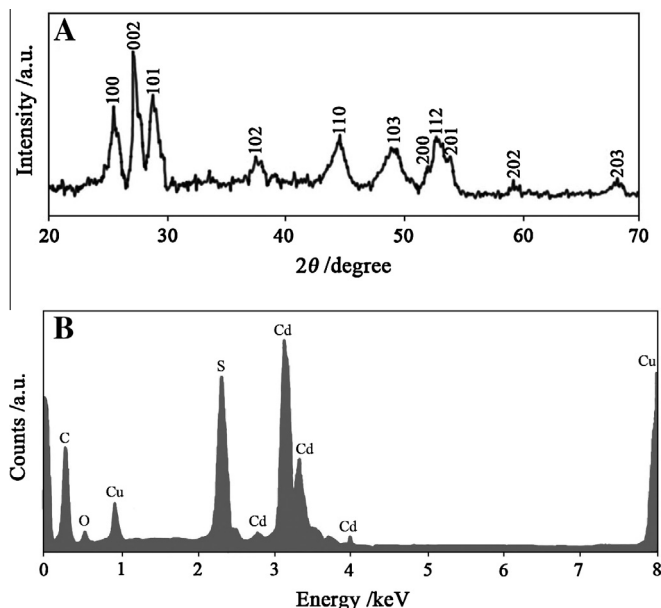 A
Intensity /a.u.
100
002
101
102
110
103
200
112
201
202
203
20 30 40 50 60 70
2θ /degree
B
Counts /a.u.
C
O
Cu
S
Cd
Cd
Cd
Cd
Cu
0 1 2 3 4 5 6 7 8
Energy /keV